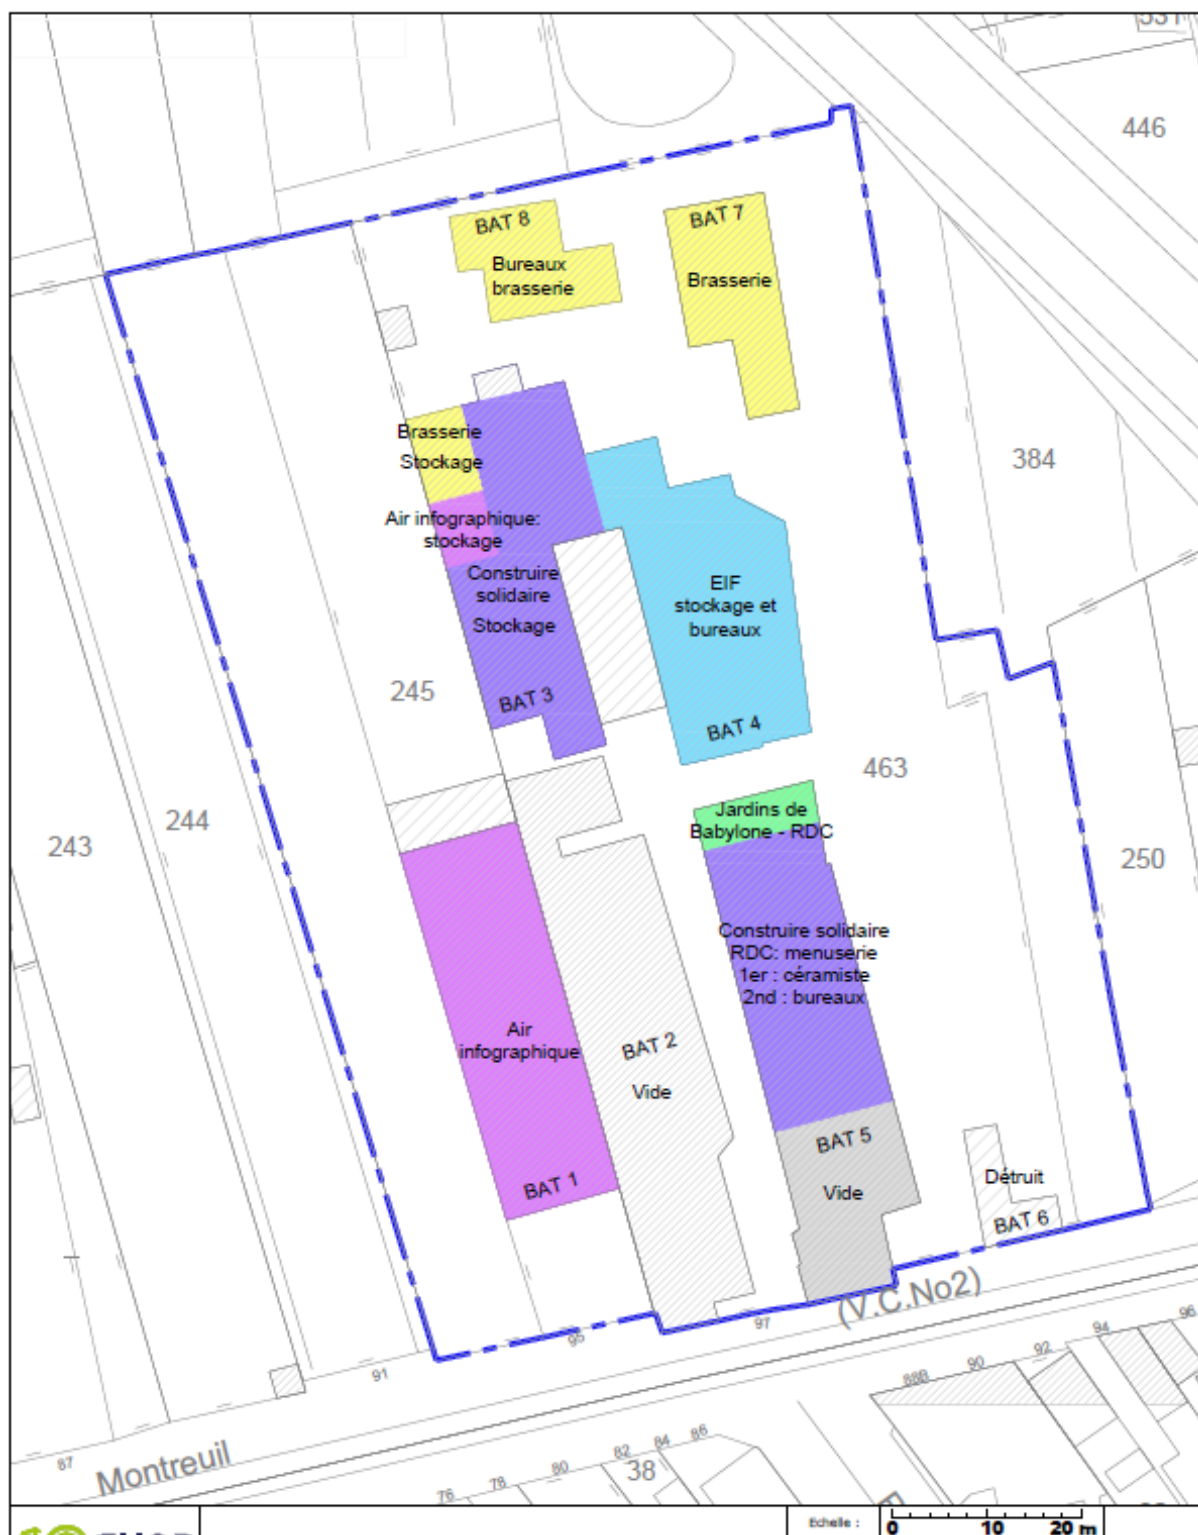 531
446
BAT 8
BAT 7
Bureaux
brasserie
Brasserie
Brasserie
Stockage
384
Air infographique:
stockage
Construire
solidaire
Stockage
EIF
stockage et
bureaux
245
BAT 3
BAT 4
463
Jardins de
Babylone - RDC
244
243
250
Construire solidaire
RDC: menuserie
1er : céramiste
2nd : bureaux
Air
infographique
BAT 2
Vide
BAT 5
Vide
BAT 1
Détruit
BAT 6
(V.C.No2)
97
95
91
96
94
92
90
88B
87
Montreuil
86
84
82
80
78
76
38
Echelle :
0 10 20 m